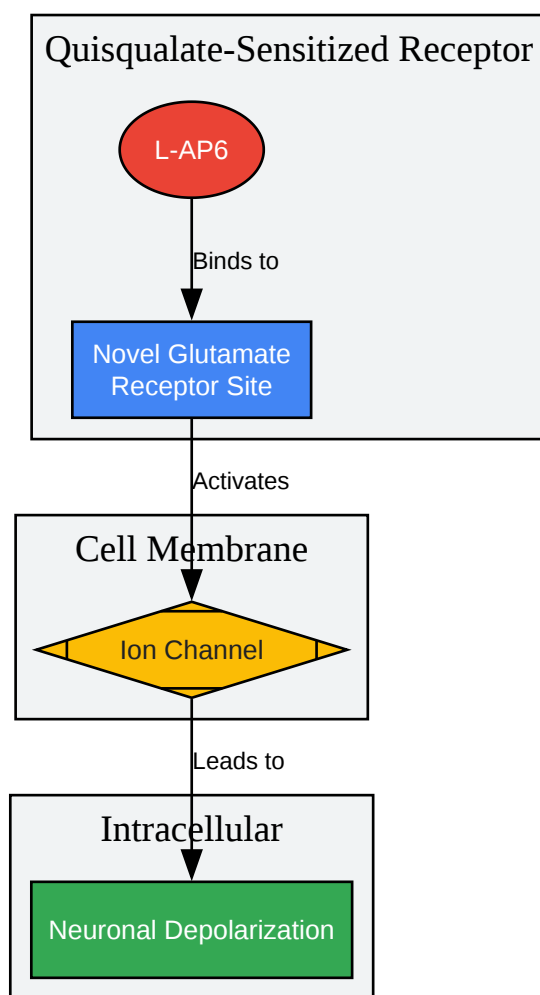 Quisqualate-Sensitized Receptor
L-AP6
Binds to
Novel Glutamate
Receptor Site
Activates
Cell Membrane
Ion Channel
Leads to
Intracellular
Neuronal Depolarization